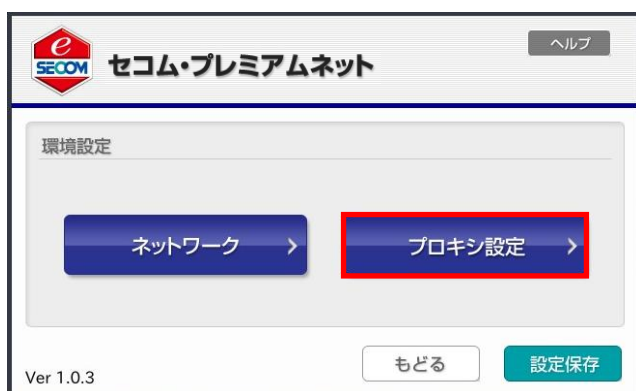 e
SECOM
セコム・プレミアムネット
ヘルプ
環境設定
ネットワーク
プロキシ設定
もどる
設定保存
Ver 1.0.3